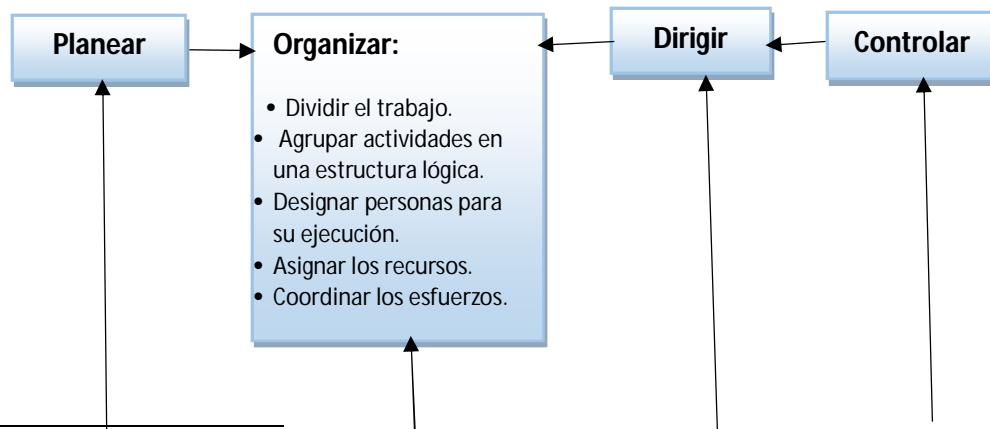 Planear
Organizar:
• Dividir el trabajo.
• Agrupar actividades en
una estructura lógica.
• Designar personas para
su ejecución.
• Asignar los recursos.
• Coordinar los esfuerzos.
Dirigir
Controlar